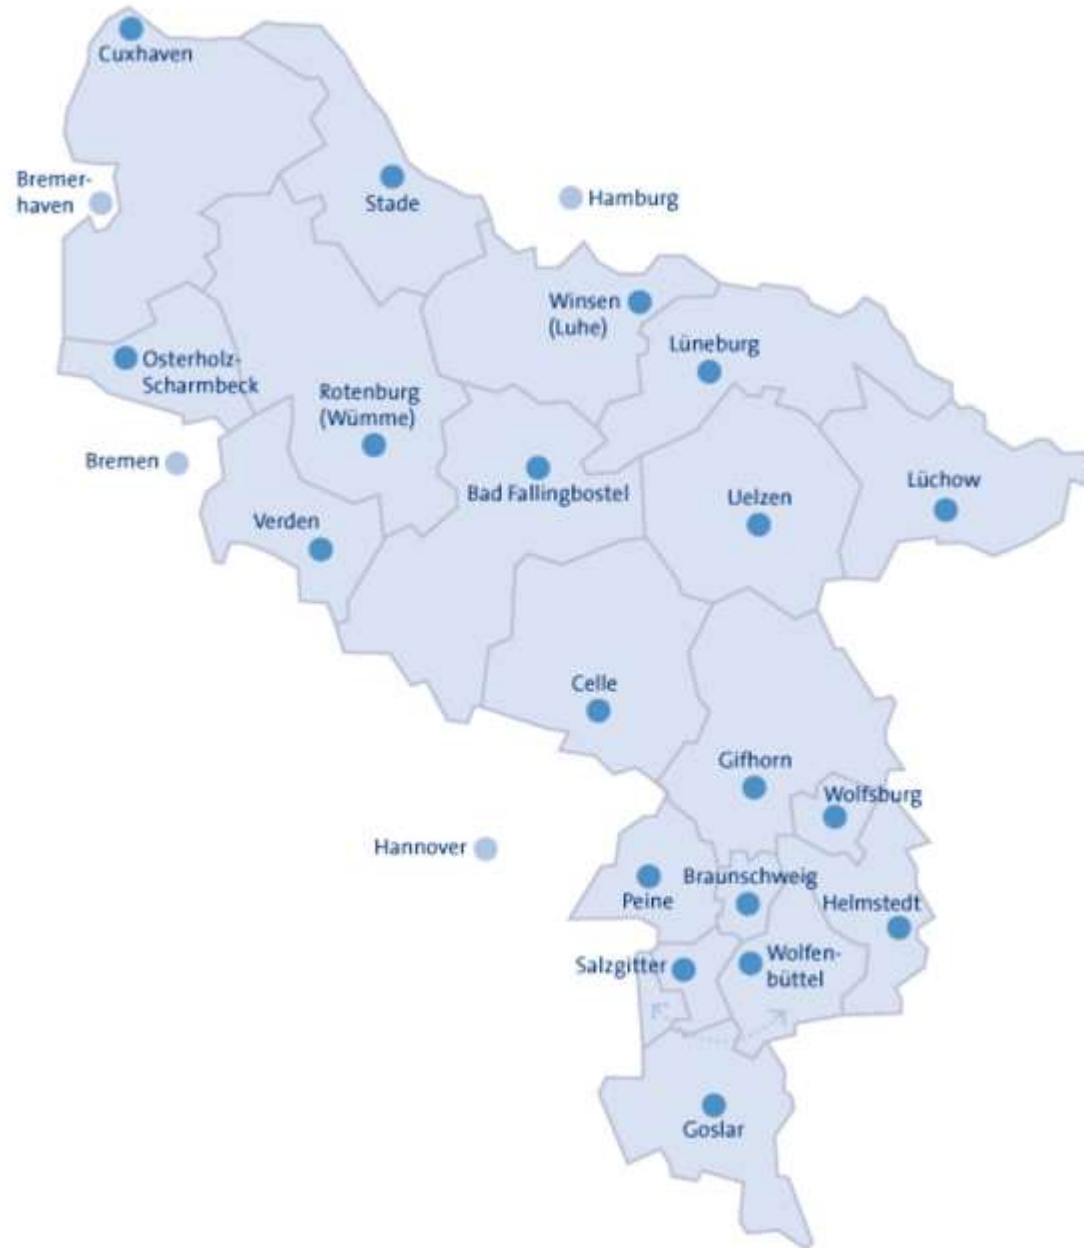 Cuxhaven
Bremer-
haven
Stade
Hamburg
Winsen
(Luhe)
Lüneburg
Osterholz-
Scharmbeck
Rotenburg
(Wümme)
Bremen
Bad Fallingbostel
Uelzen
Lüchow
Verden
Celle
Gifhorn
Wolfsburg
Hannover
Peine
Braunschweig
Helmstedt
Salzgitter
Wolfen-
büttel
Goslar